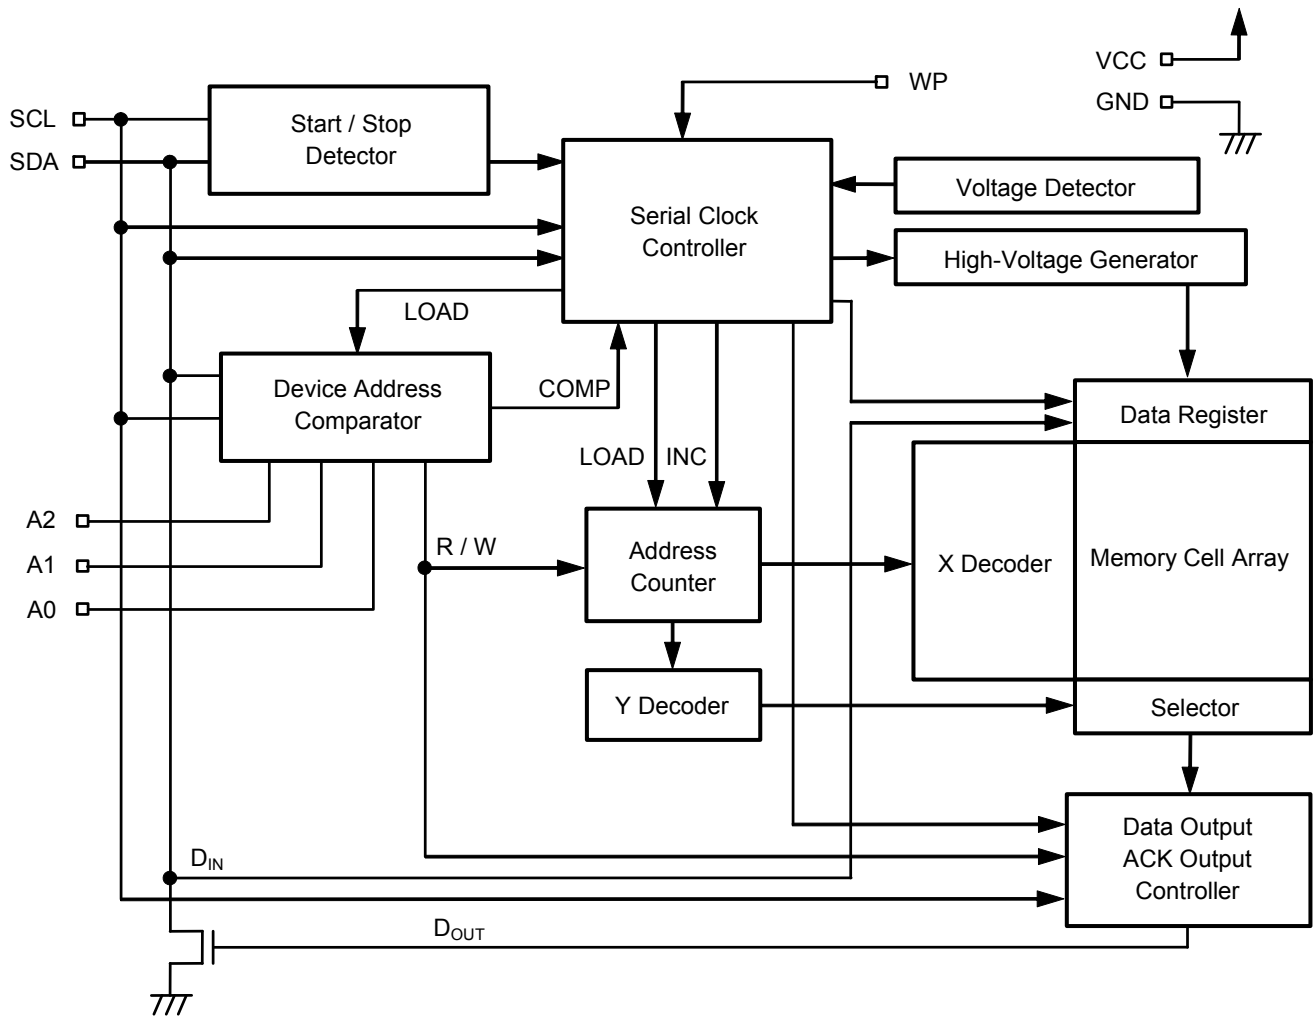 WP
VCC
GND
SCL
SDA
Start / Stop
Detector
Voltage Detector
Serial Clock
Controller
High-Voltage Generator
LOAD
Device Address
Comparator
COMP
Data Register
LOAD
INC
A2
A1
A0
R / W
Address
Counter
X Decoder
Memory Cell Array
Y Decoder
Selector
Data Output
ACK Output
Controller
DIN
DOUT